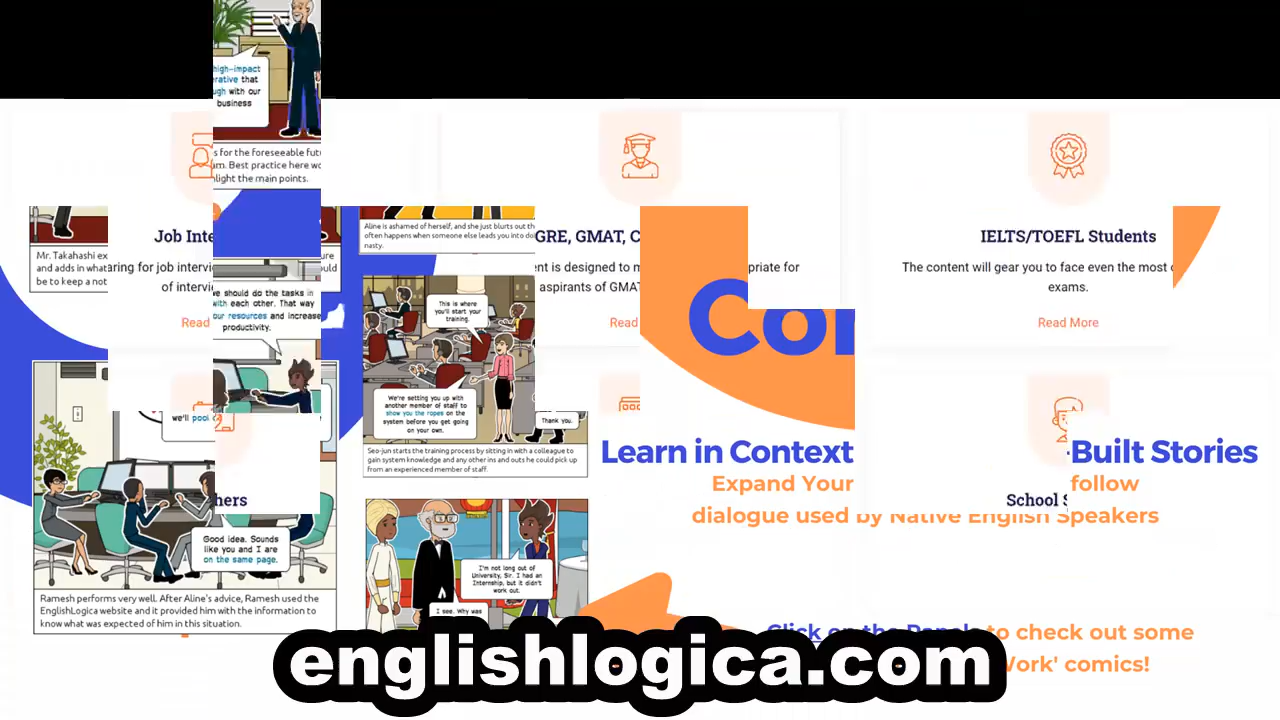 high-impact
erative that
ugh with our
business
s for the foreseeable futu
am. Best practice here wo
hlight the main points.
Mr. Takahashi ex
and adds in what
be to keep a not
ure
uld
Job Inte
aring for job intervi
of intervi
Read
ve should do the tasks in
with each other. That way
our resources and increase
productivity.
we'll pool
hers
Good idea. Sounds
like you and I are
on the same page.
Ramesh performs very well. After Aline's advice, Ramesh used the
EnglishLogica website and it provided him with the information to
know what was expected of him in this situation.
Aline is ashamed of herself, and she just blurts out th
often happens when someone else leads you into doi
nasty.
This is where
you'll start your
training.
We're setting you up with
another member of staff to
show you the ropes on the
system before you get going
on your own.
Thank you.
Seo-jun starts the training process by sitting in with a colleague to
gain system knowledge and any other ins and outs he could pick up
from an experienced member of staff.
I'm not long out of
University, Sir. I had an
Internship, but it didn't
work out.
I see. Why was
GRE, GMAT, C
ent is designed to m
propriate for
aspirants of GMAT
Read
Con
IELTS/TOEFL Students
The content will gear you to face even the most c
exams.
Read More
Learn in Context
-Built Stories
Expand Your
follow
School S
dialogue used by Native English Speakers
Click on the Panels to check out some
Work' comics!
englishlogica.com